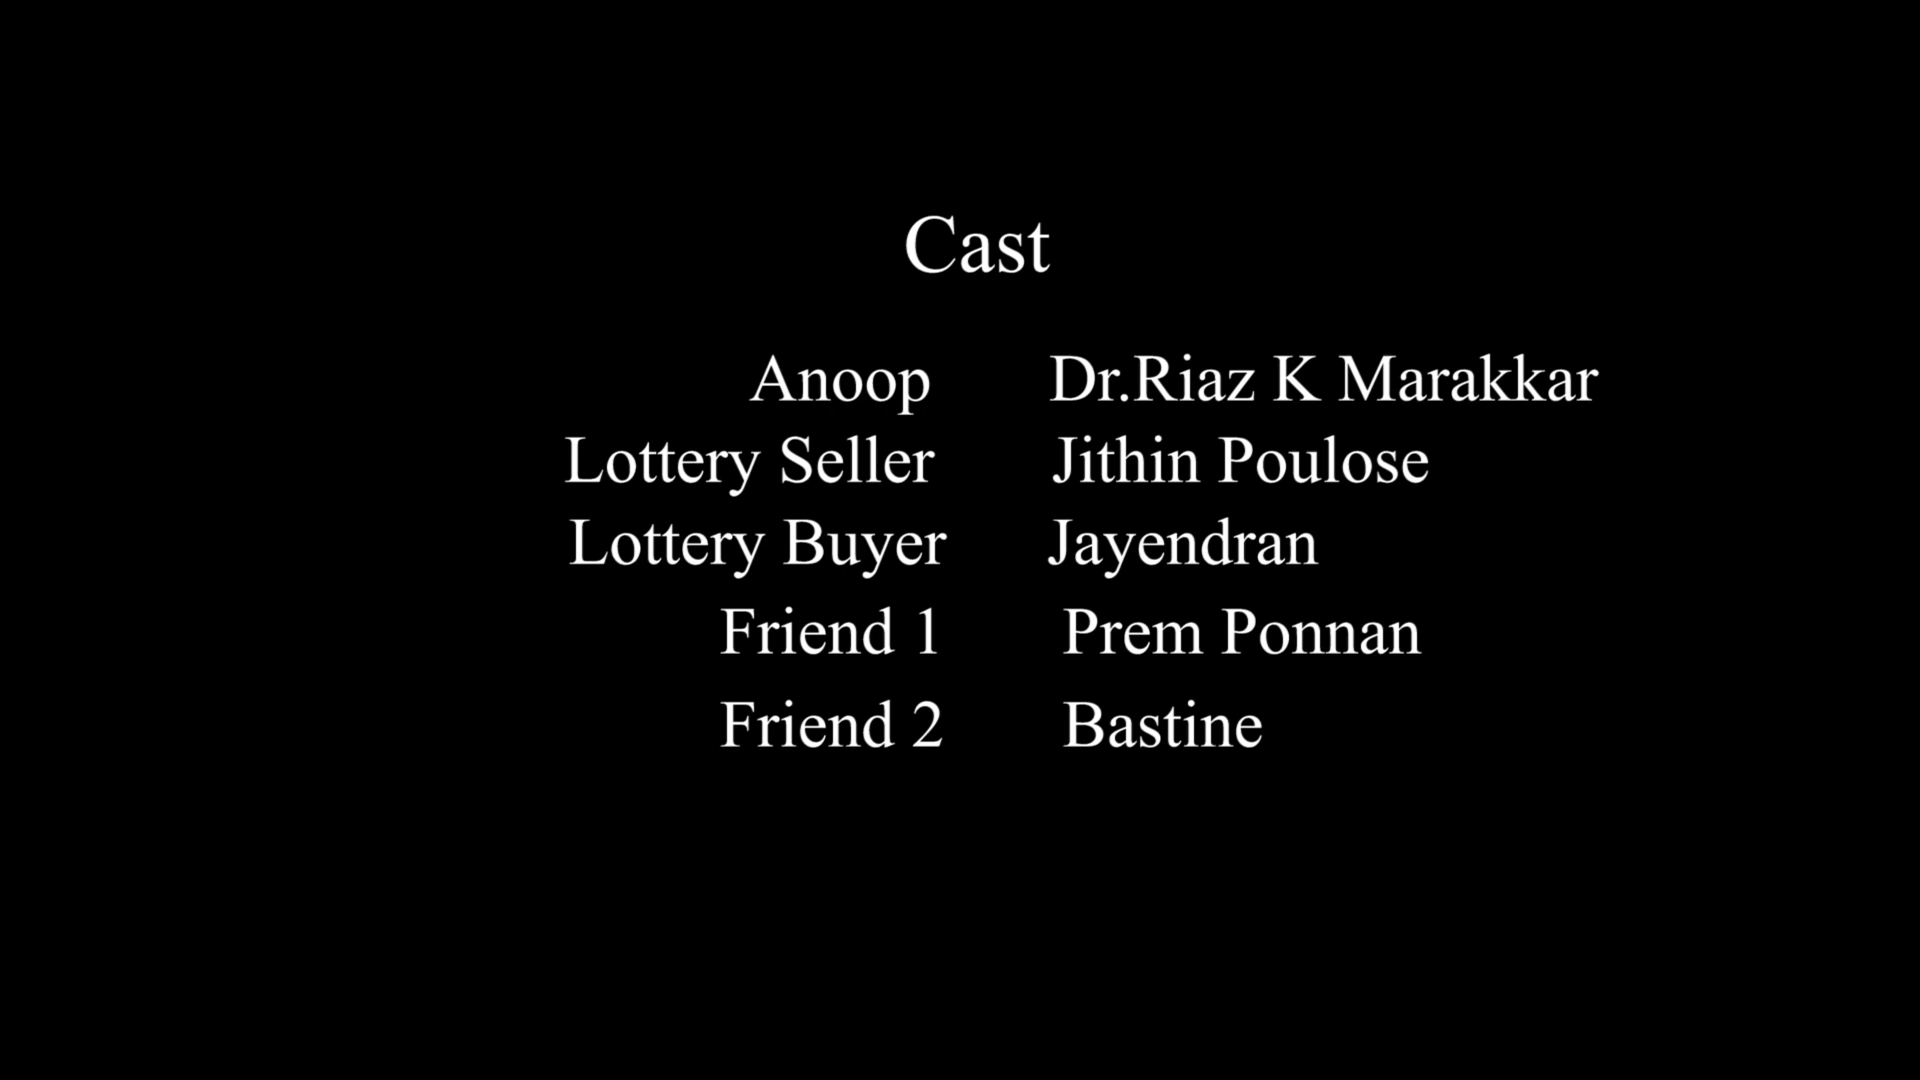 Cast
Anoop Dr.Riaz K Marakkar
Lottery Seller Jithin Poulose
Lottery Buyer Jayendran
Friend 1 Prem Ponnan
Friend 2 Bastine